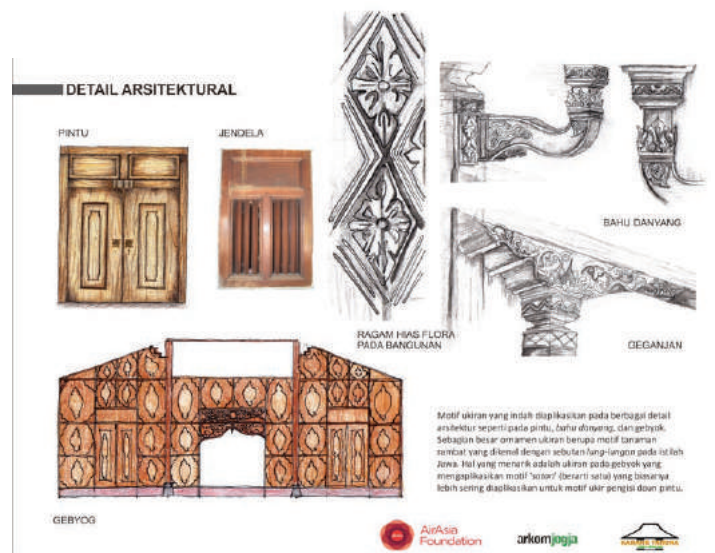 DETAIL ARSITEKTURAL
PINTU
JENDELA
BAHU DANYANG
RAGAM HIAS FLORA
PADA BANGUNAN
GEGANJAN
GEBYOG
Motif ukiran yang indah diaplikasikan pada berbagai detail
arsitektur seperti pada pintu, bahu danyang, dan gebyok.
Sebagian besar ornamen ukiran berupa motif tanaman
rambat yang dikenal dengan sebutan lung-lungan pada istilah
Jawa. Hal yang menarik adalah ukiran pada gebyok yang
mengaplikasikan motif (berarti satu) yang biasanya
lebih sering diaplikasikan untuk motif ukir pengisi daun pintu.
AirAsia
Foundation
arkomjogja